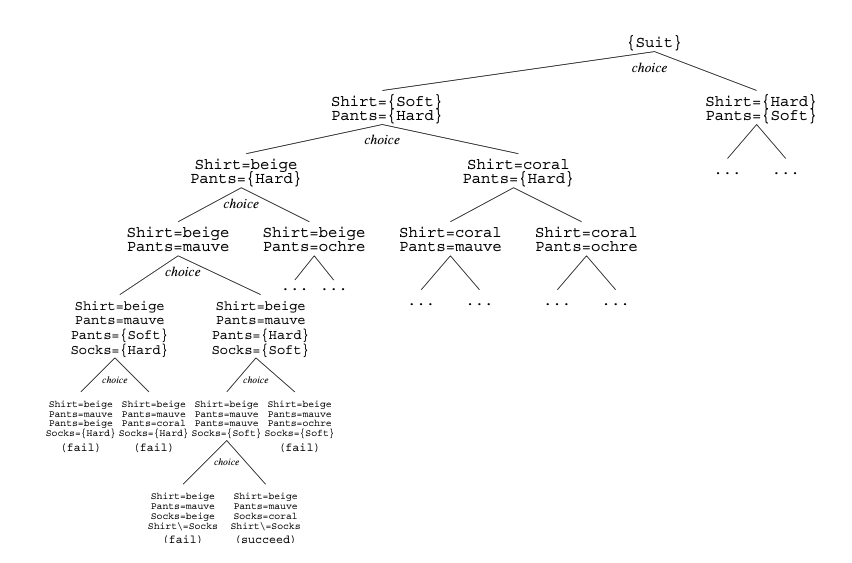 {Suit}
choice
Shirt={Soft}
Pants={Hard}
Shirt={Hard}
Pants={Soft}
choice
Shirt=beige
Pants={Hard}
Shirt=coral
Pants={Hard}
... ...
choice
Shirt=beige
Pants=mauve
Shirt=beige
Pants=ochre
Shirt=coral
Pants=mauve
Shirt=coral
Pants=ochre
choice
... ...
... ...
... ...
Shirt=beige
Pants=mauve
Pants={Soft}
Socks={Hard}
Shirt=beige
Pants=mauve
Pants={Hard}
Socks={Soft}
choice
choice
Shirt=beige
Pants=mauve
Pants=beige
Socks={Hard}
(fail)
Shirt=beige
Pants=mauve
Pants=coral
Socks={Hard}
(fail)
Shirt=beige
Pants=mauve
Pants=mauve
Socks={Soft}
Shirt=beige
Pants=mauve
Pants=ochre
Socks={Soft}
(fail)
choice
Shirt=beige
Pants=mauve
Socks=beige
Shirt\=Socks
(fail)
Shirt=beige
Pants=mauve
Socks=coral
Shirt\=Socks
(succeed)